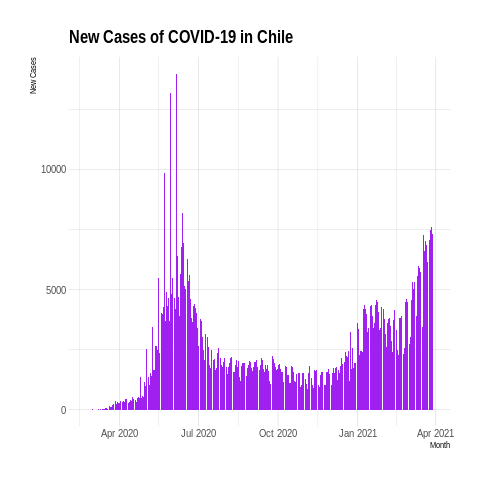 New Cases of COVID-19 in Chile
New Cases
10000
5000
0
Apr 2020 Jul 2020 Oct 2020 Jan 2021 Apr 2021
Month